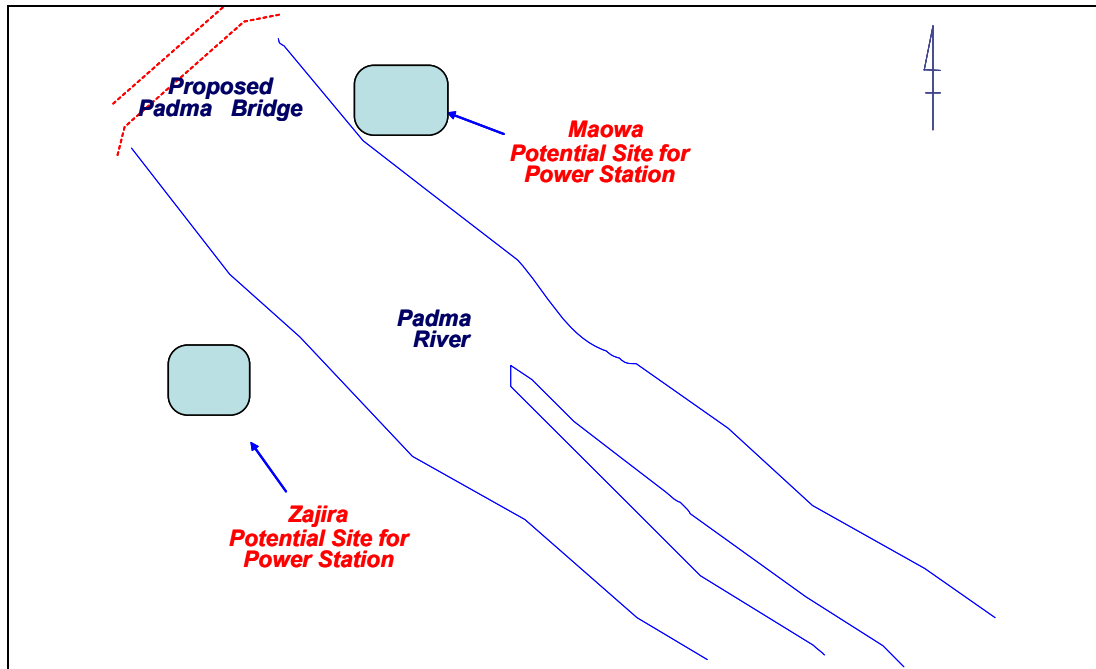 Proposed
Padma Bridge
Maowa
Potential Site for
Power Station
Padma
River
Zajira
Potential Site for
Power Station